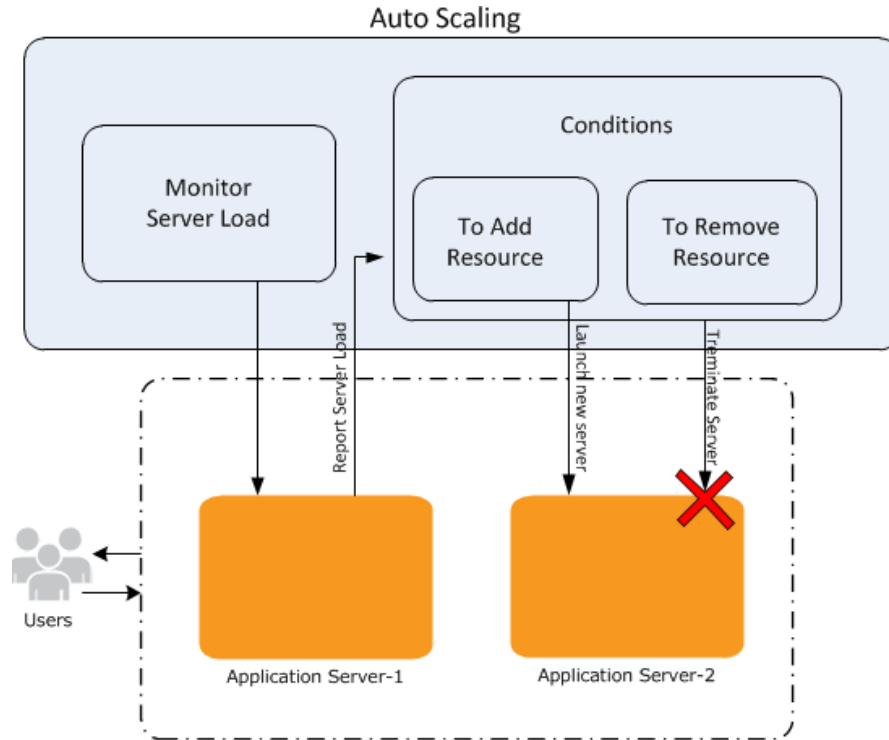 Auto Scaling
Monitor
Server Load
Conditions
To Add
Resource
To Remove
Resource
Report Server Load
Launch new server
Treminate Server
Users
Application Server-1
Application Server-2